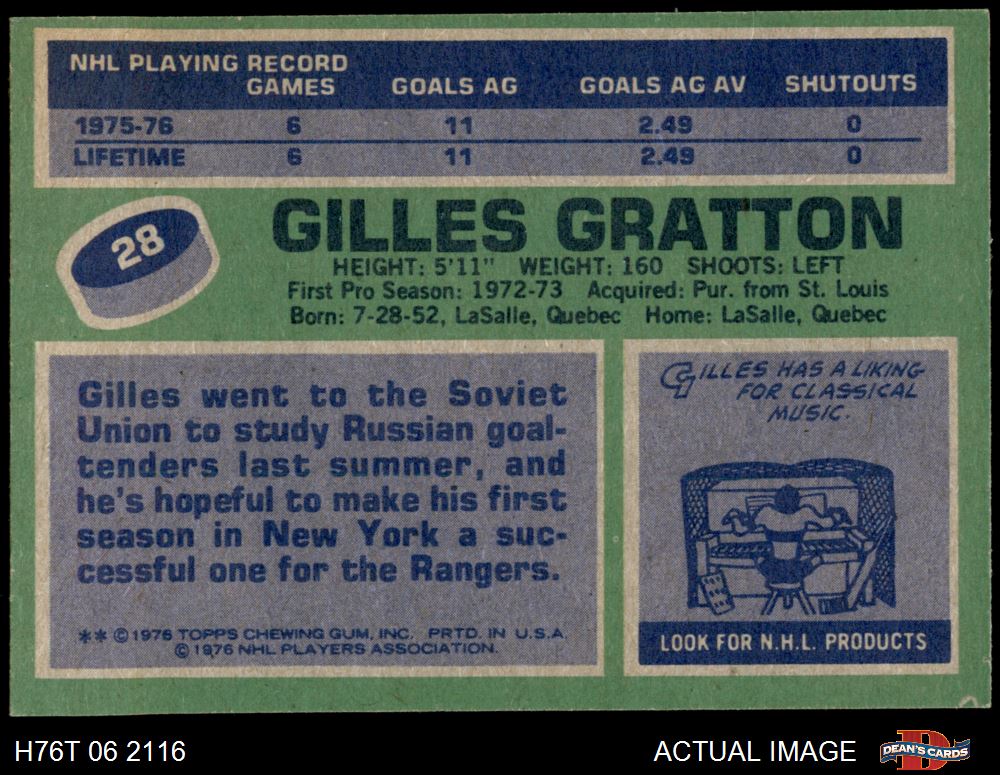 NHL PLAYING RECORD
GAMES GOALS AG GOALS AG AV SHUTOUTS
1975-76 6 11 2.49 0
LIFETIME 6 11 2.49 0
28
GILLES GRATTON
HEIGHT: 5'11" WEIGHT: 160 SHOOTS: LEFT
First Pro Season: 1972-73 Acquired: Pur. from St. Louis
Born: 7-28-52, LaSalle, Quebec Home: LaSalle, Quebec
Gilles went to the Soviet
Union to study Russian goal-
tenders last summer, and
he's hopeful to make his first
season in New York a suc-
cessful one for the Rangers.
** © 1976 TOPPS CHEWING GUM, INC. PRTD. IN U.S.A.
© 1976 NHL PLAYERS ASSOCIATION.
GILLES HAS A LIKING
FOR CLASSICAL
MUSIC.
LOOK FOR N.H.L. PRODUCTS
H76T 06 2116
ACTUAL IMAGE
D
DEAN'S CARDS